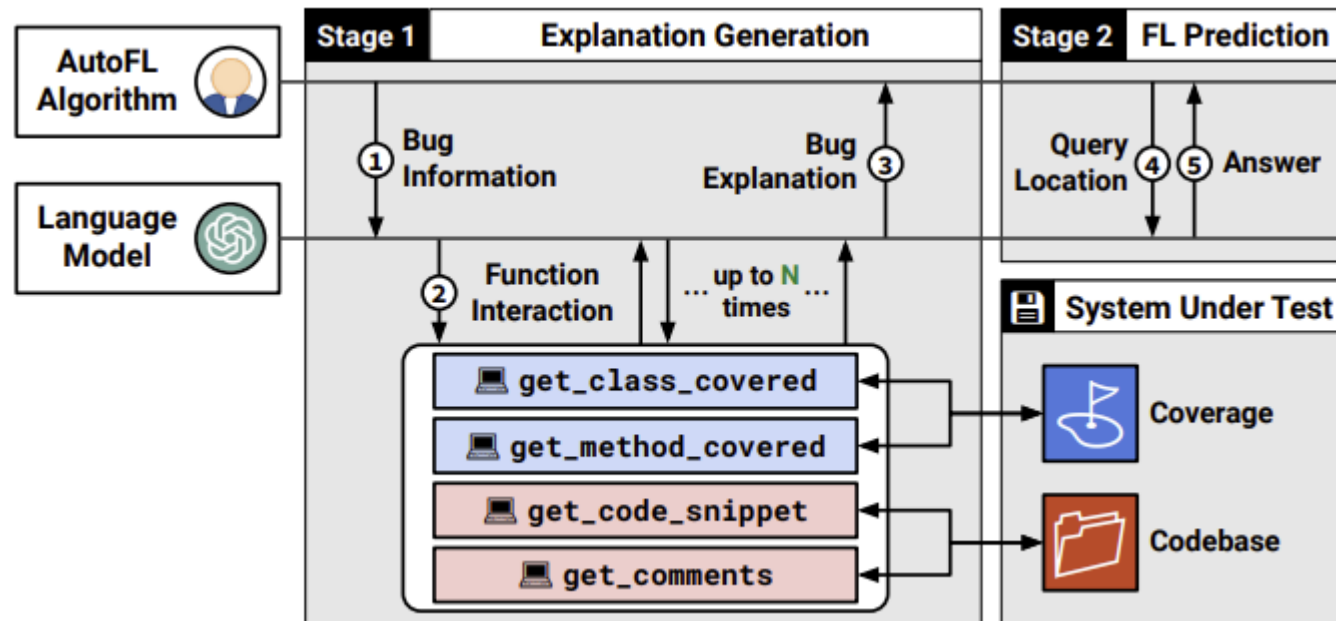 Stage 1
Explanation Generation
Stage 2
FL Prediction
AutoFL
Algorithm
1
Bug
Information
Bug
Explanation
3
Query
Location
4
5
Answer
Language
Model
2
Function
Interaction
... up to N ...
times
System Under Test
get_class_covered
get_method_covered
get_code_snippet
get_comments
Coverage
Codebase